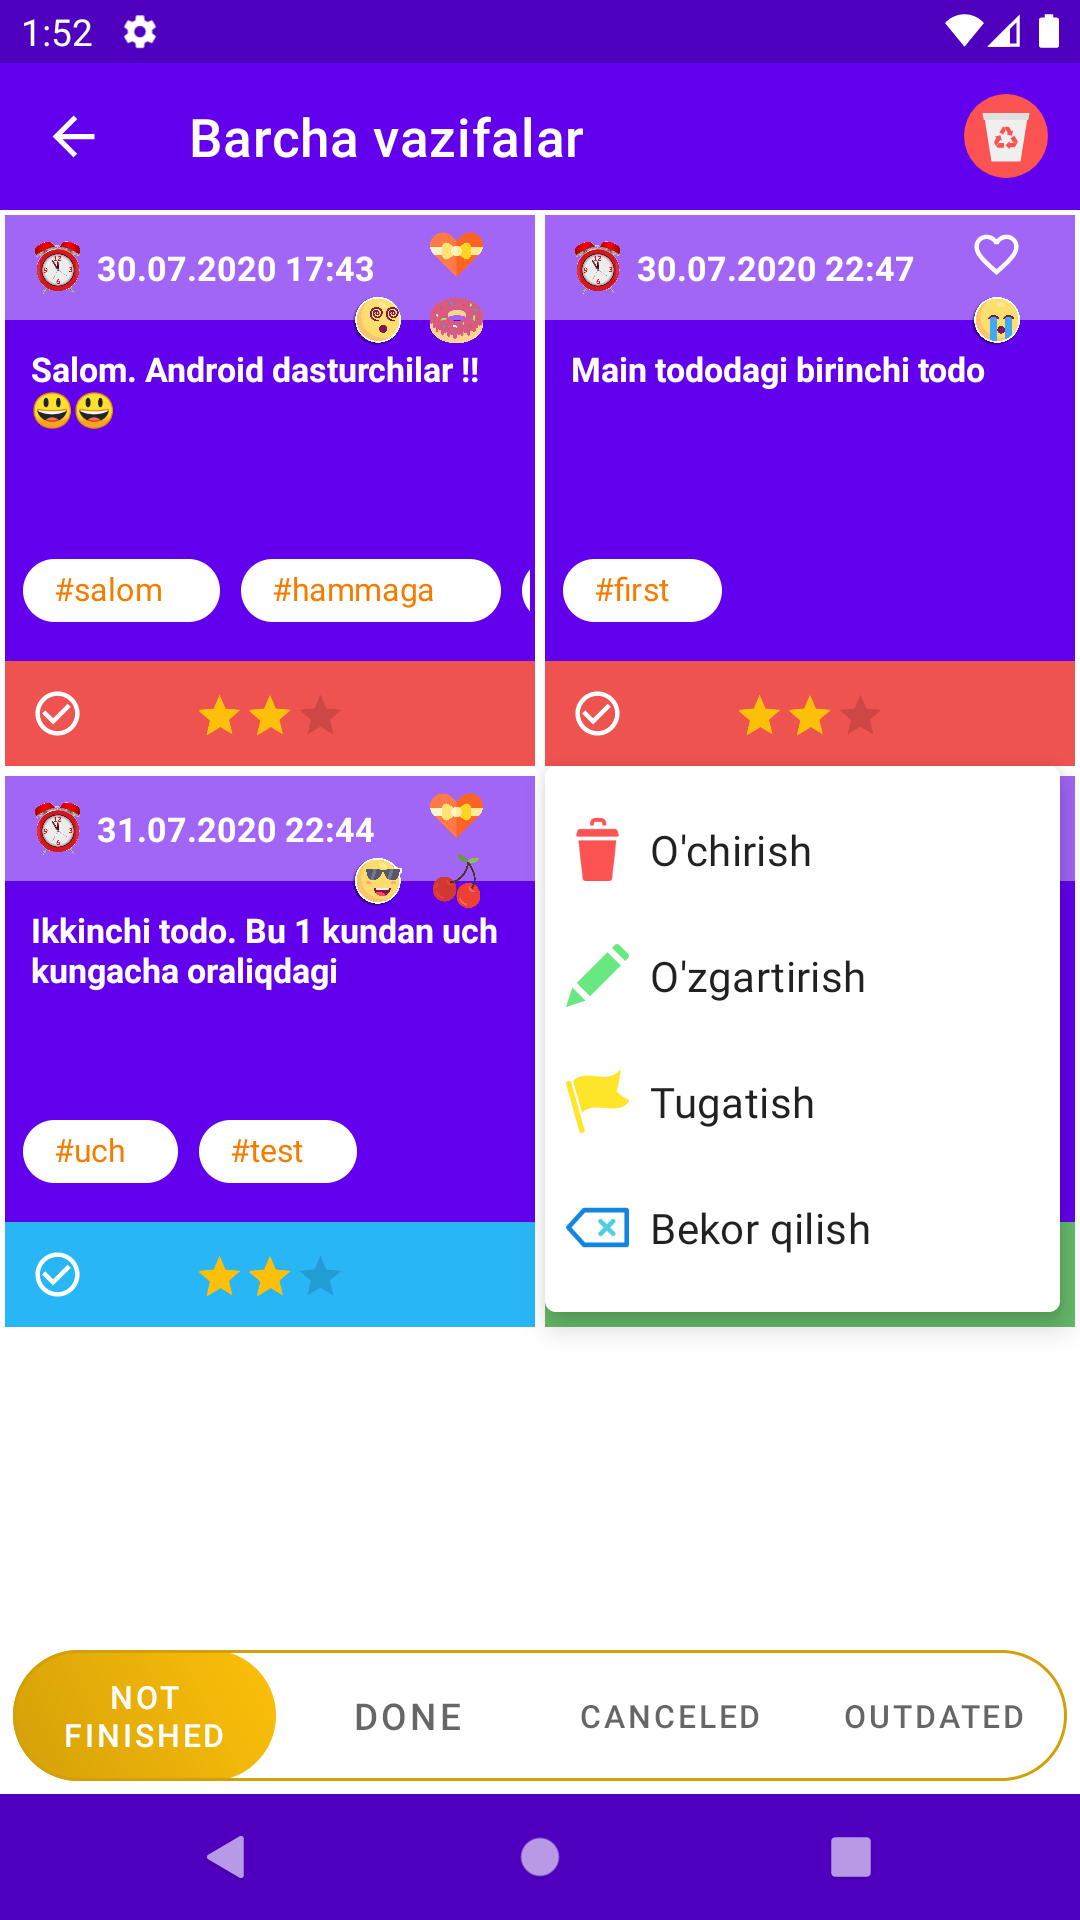 1:52
Barcha vazifalar
30.07.2020 17:43
Salom. Android dasturchilar !!
😃😃
#salom
#hammaga
30.07.2020 22:47
Main tododagi birinchi todo
#first
31.07.2020 22:44
Ikkinchi todo. Bu 1 kundan uch
kungacha oraliqdagi
#uch
#test
O'chirish
O'zgartirish
Tugatish
Bekor qilish
NOT
FINISHED
DONE
CANCELED
OUTDATED